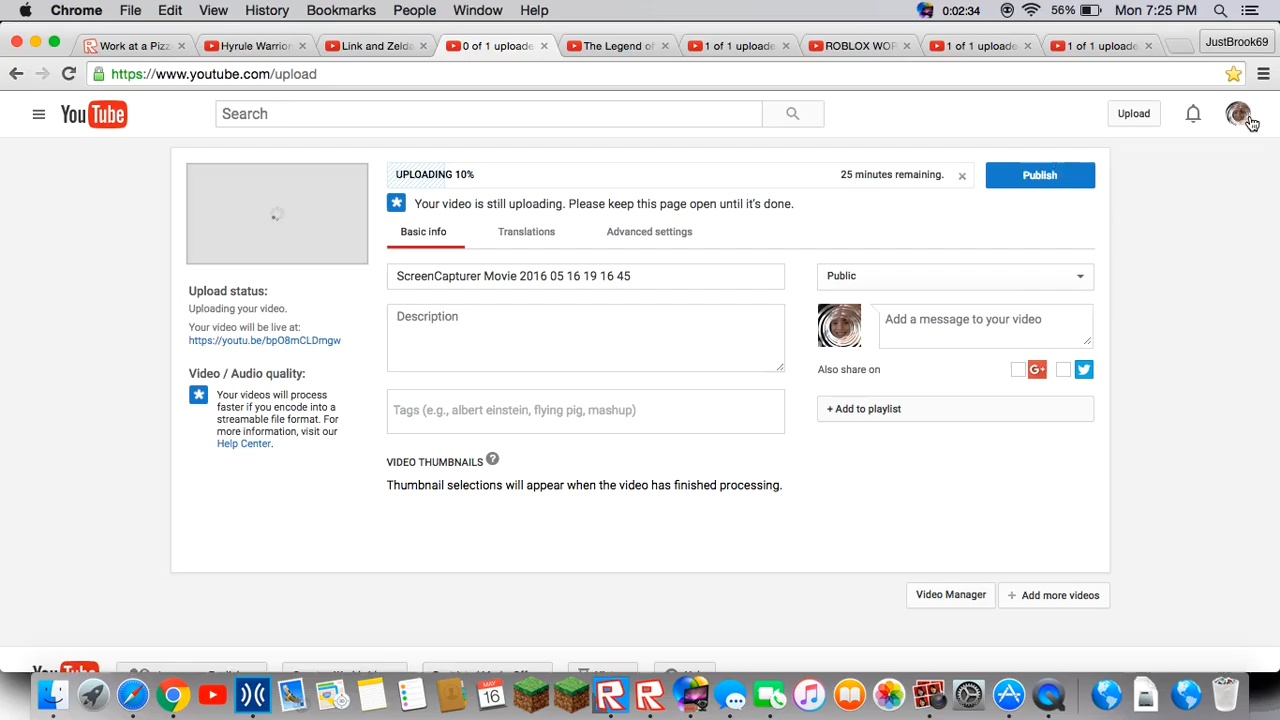 Chrome File Edit View History Bookmarks People Window Help 00:02:34 56% Mon 7:25 PM
Work at a Pizz Hyrule Warrior Link and Zelda 0 of 1 uploade The Legend of 1 of 1 uploade ROBLOX WOR 1 of 1 uploade 1 of 1 uploade JustBrook69
https://www.youtube.com/upload
YouTube Search Upload
UPLOADING 10% 25 minutes remaining. Publish
Your video is still uploading. Please keep this page open until it's done.
Basic info Translations Advanced settings
ScreenCapturer Movie 2016 05 16 19 16 45 Public
Upload status:
Uploading your video.
Your video will be live at:
https://youtu.be/bpO8mCLDmgw
Description Add a message to your video
Also share on G+
Video / Audio quality:
Your videos will process
faster if you encode into a
streamable file format. For
more information, visit our
Help Center.
Tags (e.g., albert einstein, flying pig, mashup) + Add to playlist
VIDEO THUMBNAILS ?
Thumbnail selections will appear when the video has finished processing.
Video Manager + Add more videos
MAY
16